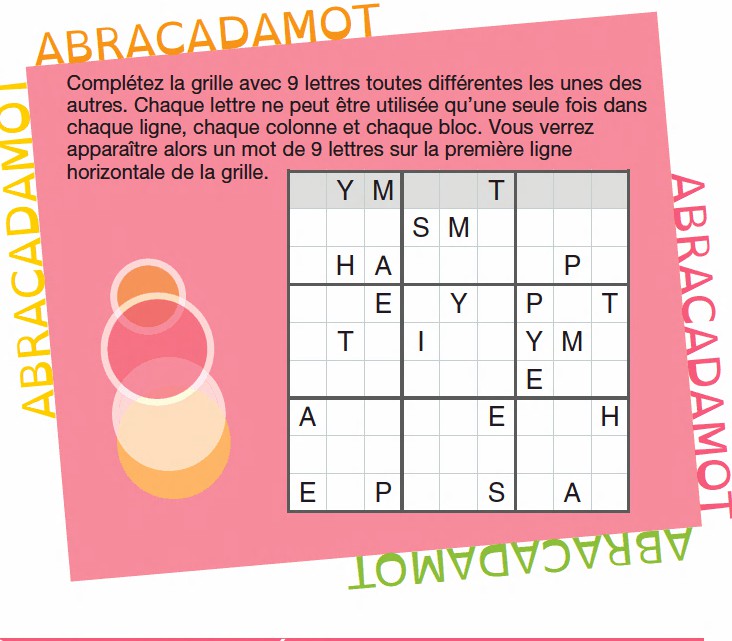 ABRACADAMOT
Complétez la grille avec 9 lettres toutes différentes les unes des
autres. Chaque lettre ne peut être utilisée qu'une seule fois dans
chaque ligne, chaque colonne et chaque bloc. Vous verrez
apparaître alors un mot de 9 lettres sur la première ligne
horizontale de la grille.
Y M T
S M
H A P
E Y P T
T I Y M
E
A E H
E P S A
ABRACADAMOT
ABRACADAMOT
ABRACADAMOT
ABRACADAMOT